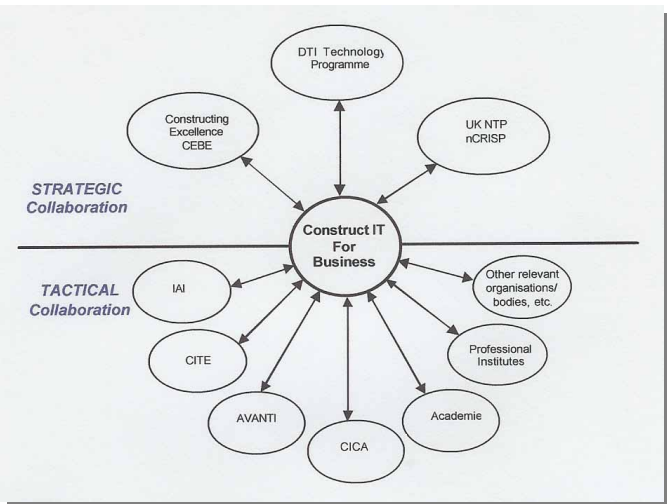 DTI Technology
Programme
Constructing
Excellence
CEBE
UK NTP
nCRISP
STRATEGIC
Collaboration
Construct IT
For
Business
TACTICAL
Collaboration
IAI
Other relevant
organisations/
bodies, etc.
CITE
Professional
Institutes
AVANTI
Academie
CICA